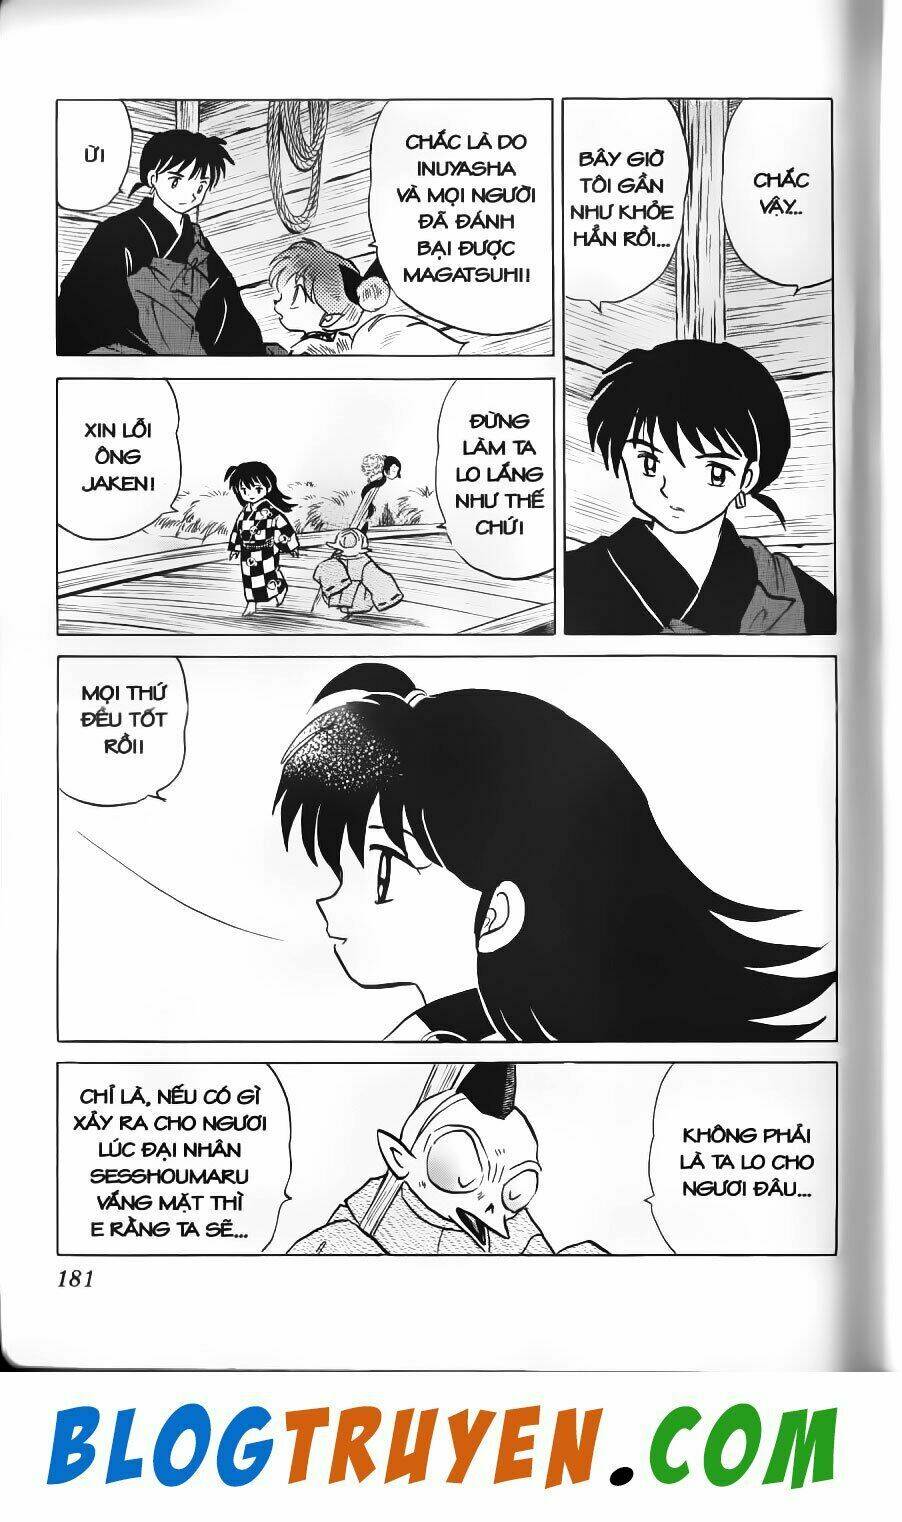 CHẮC
VẬY...
BÂY GIỜ
TÔI GẦN
NHƯ KHỎE
HẲN RỒI...
CHẮC LÀ DO
INUYASHA
VÀ MỌI NGƯỜI
ĐÃ ĐÁNH
BẠI ĐƯỢC
MAGATSUHI!
ỪI
ĐỪNG
LÀM TA
LO LẮNG
NHƯ THẾ
CHỨ!
XIN LỖI
ÔNG
JAKEN!
MỌI THỨ
ĐỀU TỐT
RỒI!
KHÔNG PHẢI
LÀ TA LO CHO
NGƯƠI ĐÂU...
CHỈ LÀ, NẾU CÓ GÌ
XẢY RA CHO NGƯƠI
LÚC ĐẠI NHÂN
SESSHOUMARU
VẮNG MẶT THÌ
E RẰNG TA SẼ...
181
BLOGTRUYEN.COM